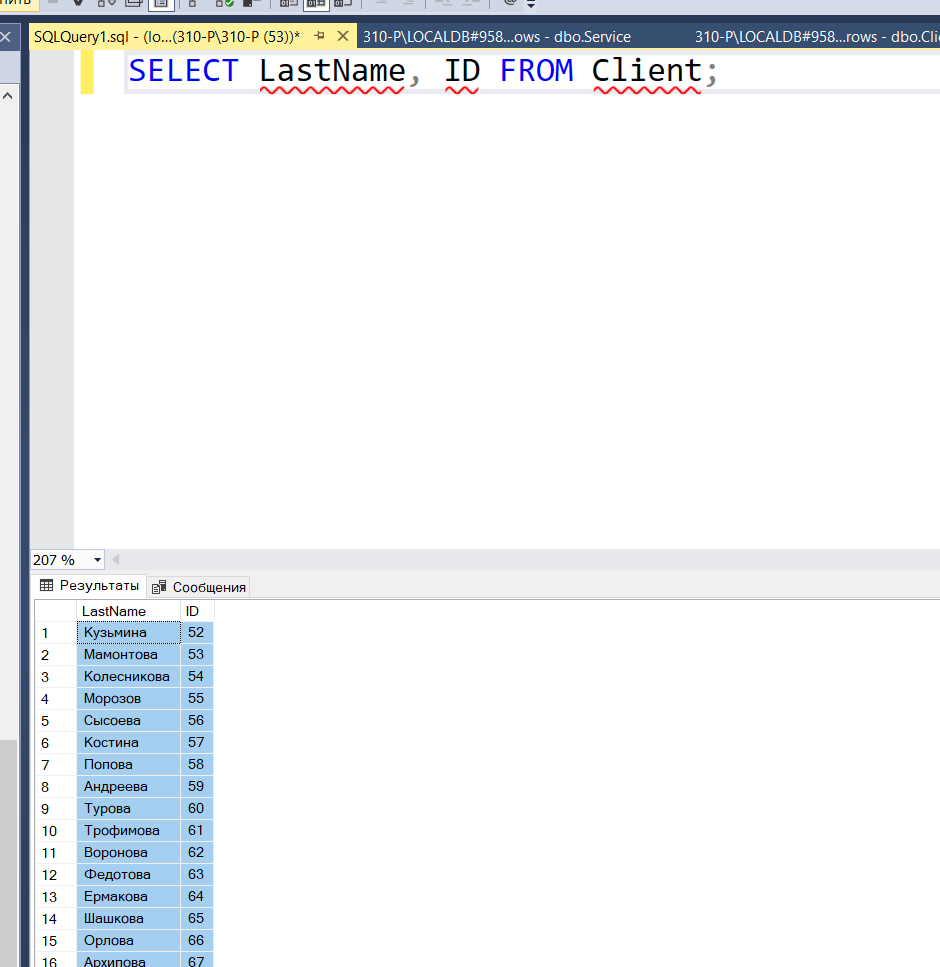 SQLQuery1.sql - (lo...(310-P\310-P (53))* 310-P\LOCALDB#958...ows - dbo.Service 310-P\LOCALDB#958...rows - dbo.Clie
SELECT LastName, ID FROM Client;
207 %
Результаты Сообщения
LastName ID
1 Кузьмина 52
2 Мамонтова 53
3 Колесникова 54
4 Морозов 55
5 Сысоева 56
6 Костина 57
7 Попова 58
8 Андреева 59
9 Турова 60
10 Трофимова 61
11 Воронова 62
12 Федотова 63
13 Ермакова 64
14 Шашкова 65
15 Орлова 66
16 Архипова 67